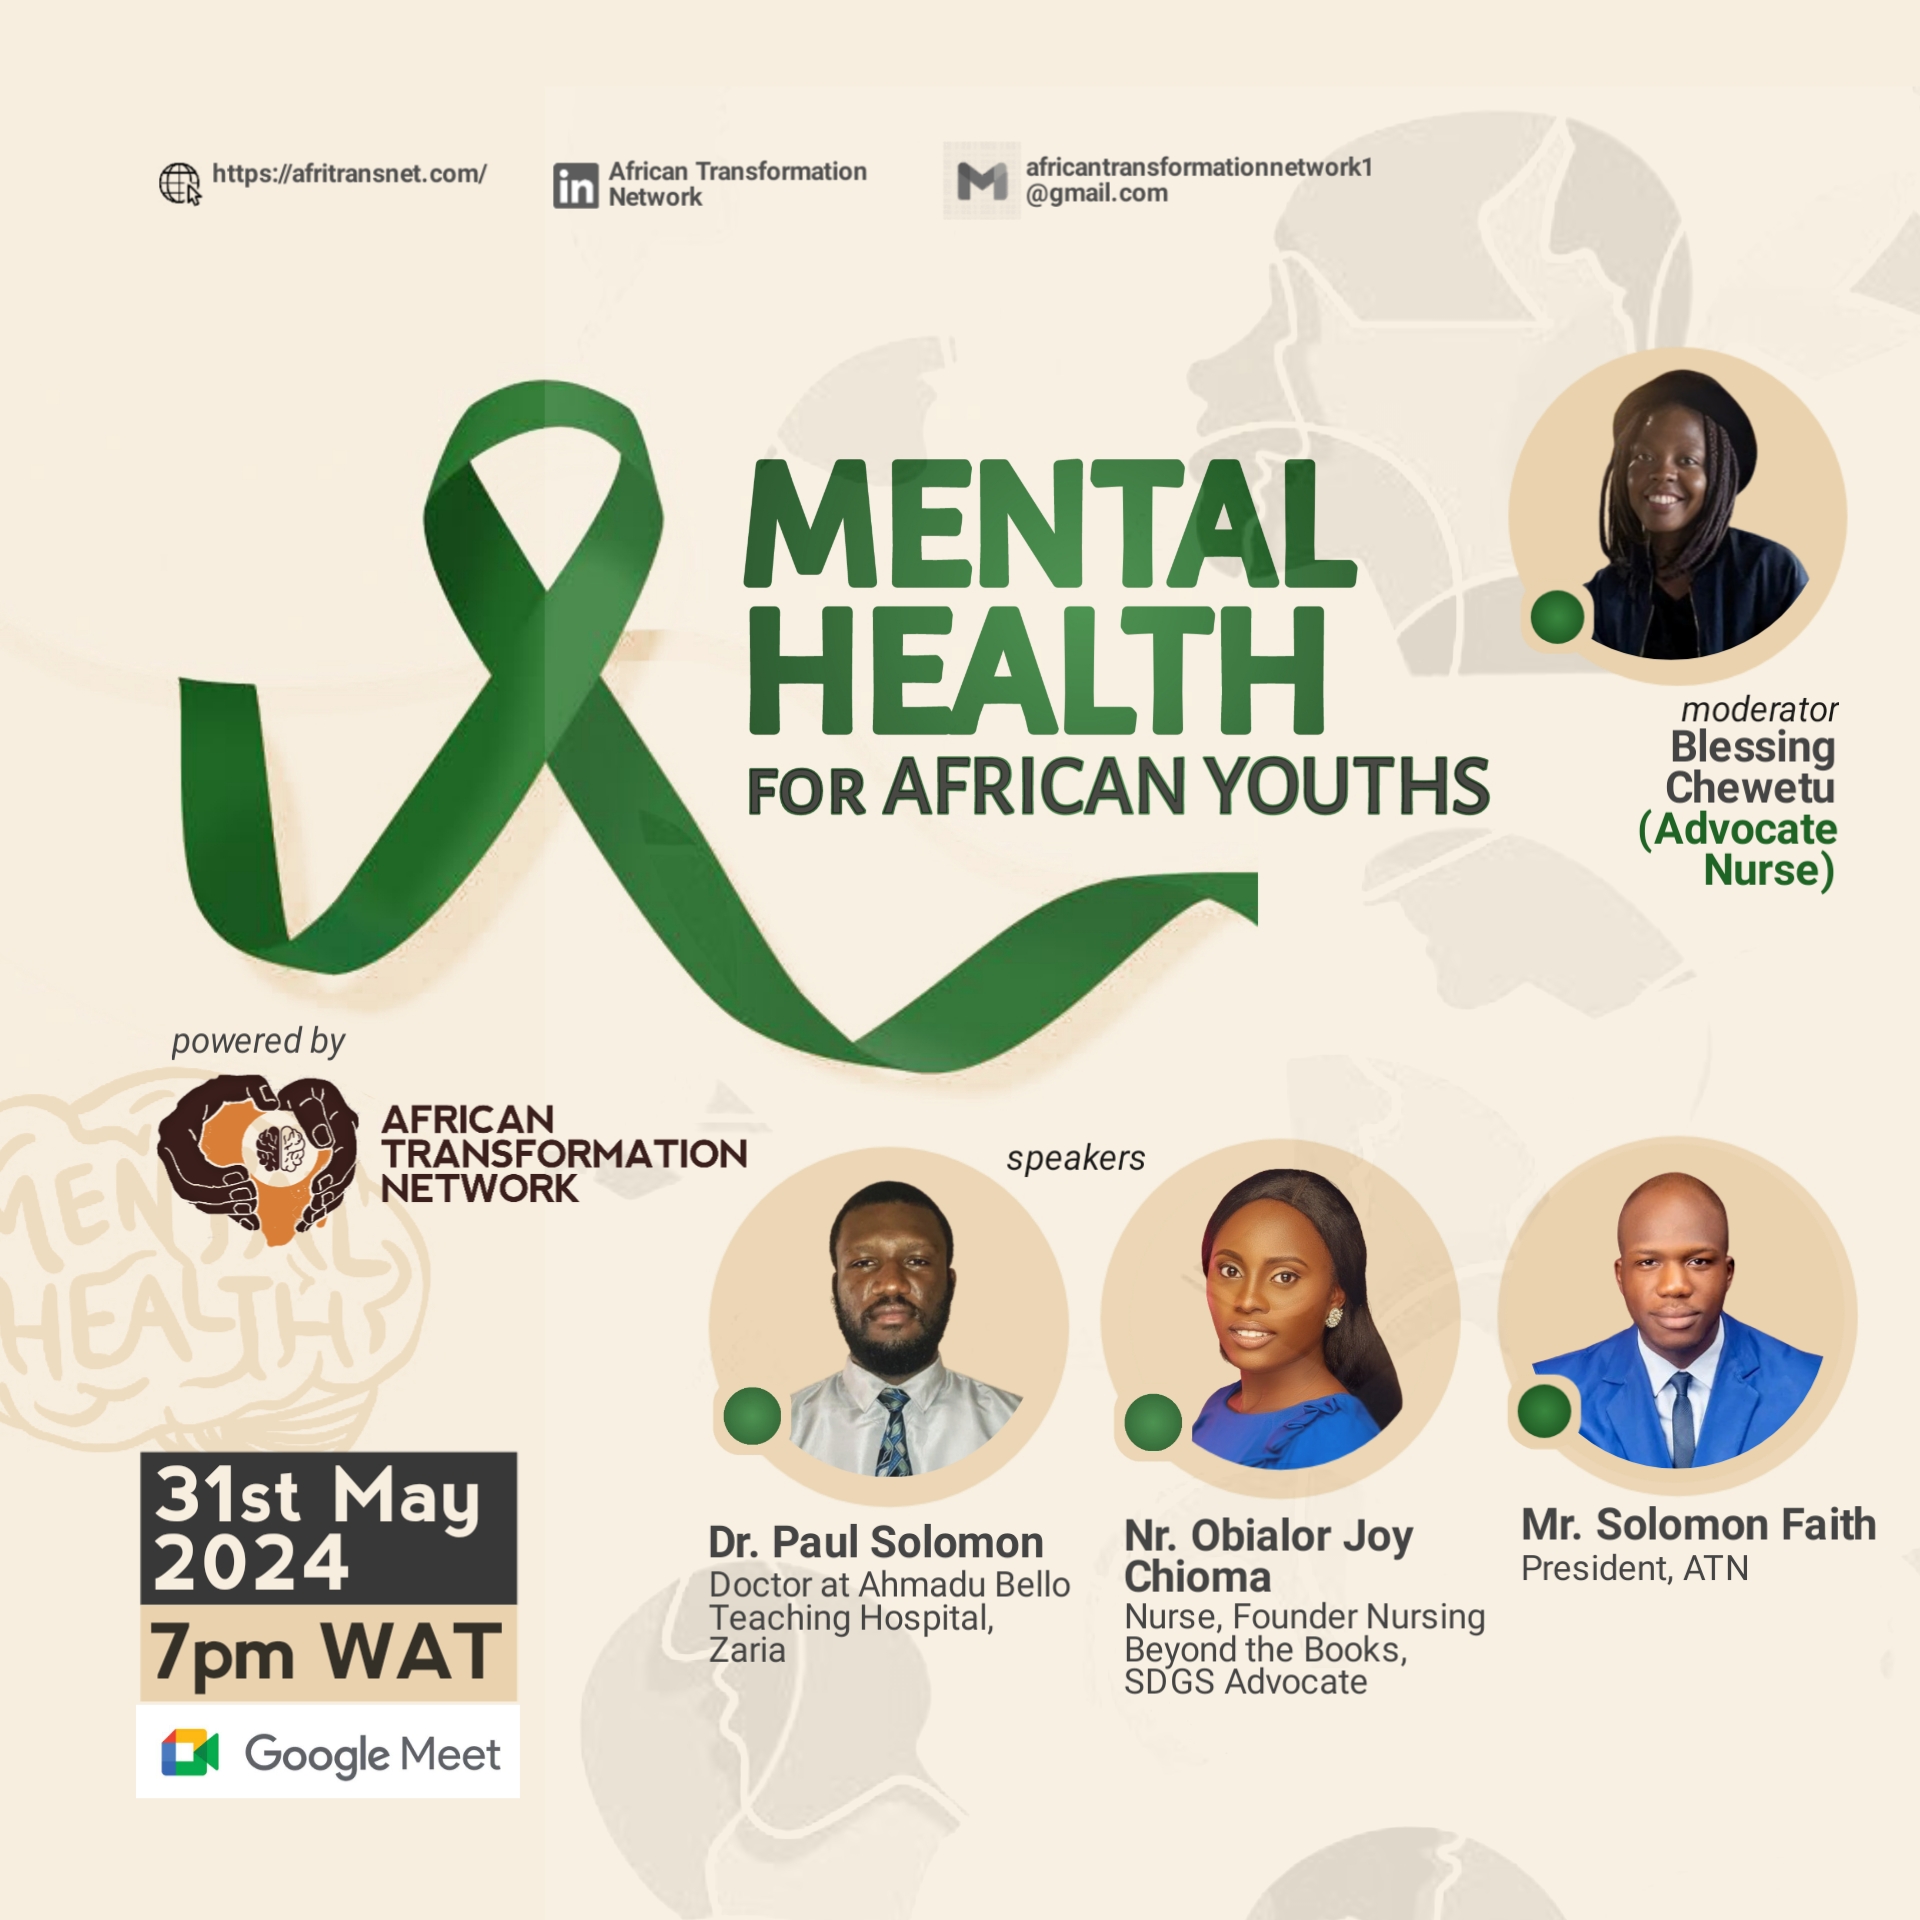 https://afritransnet.com/
African Transformation
Network
africantransformationnetwork1
@gmail.com
MENTAL
HEALTH
FOR AFRICAN YOUTHS
moderator
Blessing
Chewetu
(Advocate
Nurse)
powered by
AFRICAN
TRANSFORMATION
NETWORK
MENTAL
HEALTH
speakers
Dr. Paul Solomon
Doctor at Ahmadu Bello
Teaching Hospital,
Zaria
Nr. Obialor Joy
Chioma
Nurse, Founder Nursing
Beyond the Books,
SDGS Advocate
Mr. Solomon Faith
President, ATN
31st May
2024
7pm WAT
Google Meet